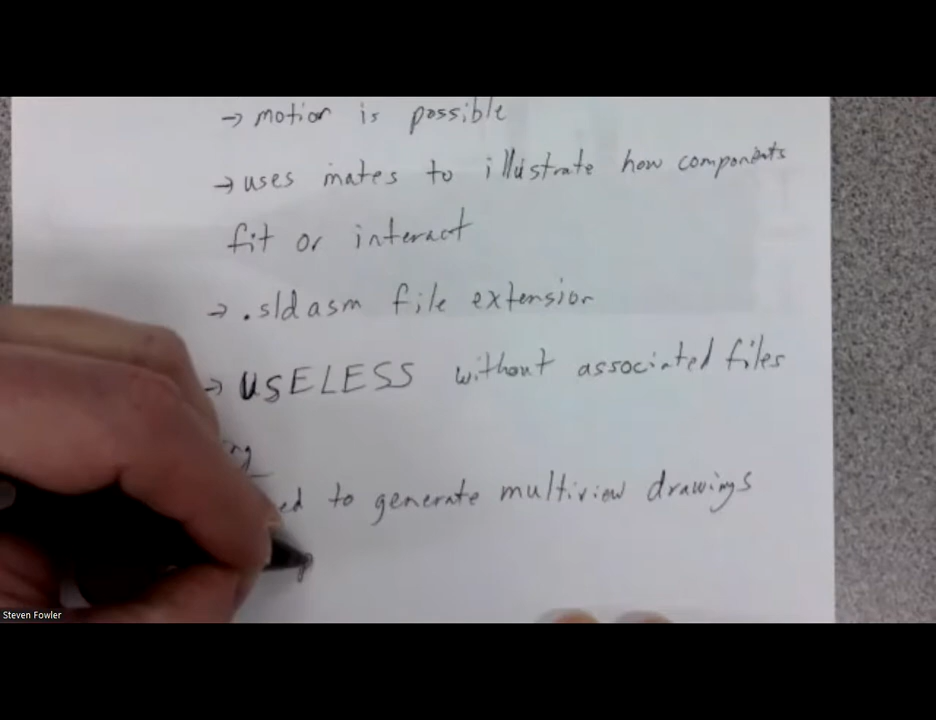 → motion is possible
→ uses mates to illustrate how components
fit or interact
→ .sldasm file extension
→ USELESS without associated files
to generate multiview drawings
Steven Fowler